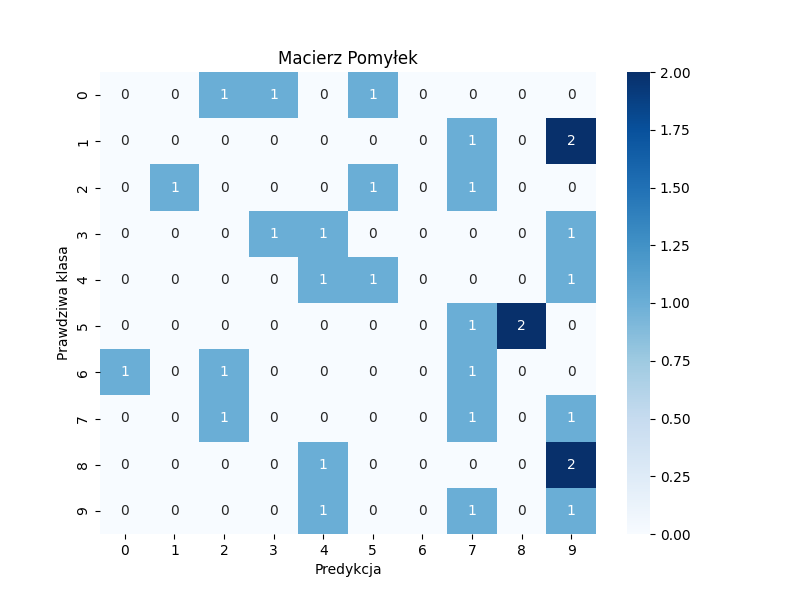 Macierz Pomyłek
0 0 0 1 1 0 1 0 0 0 0
1 0 0 0 0 0 0 0 1 0 2
2 0 1 0 0 0 1 0 1 0 0
3 0 0 0 1 1 0 0 0 0 1
4 0 0 0 0 1 1 0 0 0 1
5 0 0 0 0 0 0 0 1 2 0
6 1 0 1 0 0 0 0 1 0 0
7 0 0 1 0 0 0 0 1 0 1
8 0 0 0 0 1 0 0 0 0 2
9 0 0 0 0 1 0 0 1 0 1
0 1 2 3 4 5 6 7 8 9
Predykcja
Prawdziwa klasa
2.00
1.75
1.50
1.25
1.00
0.75
0.50
0.25
0.00